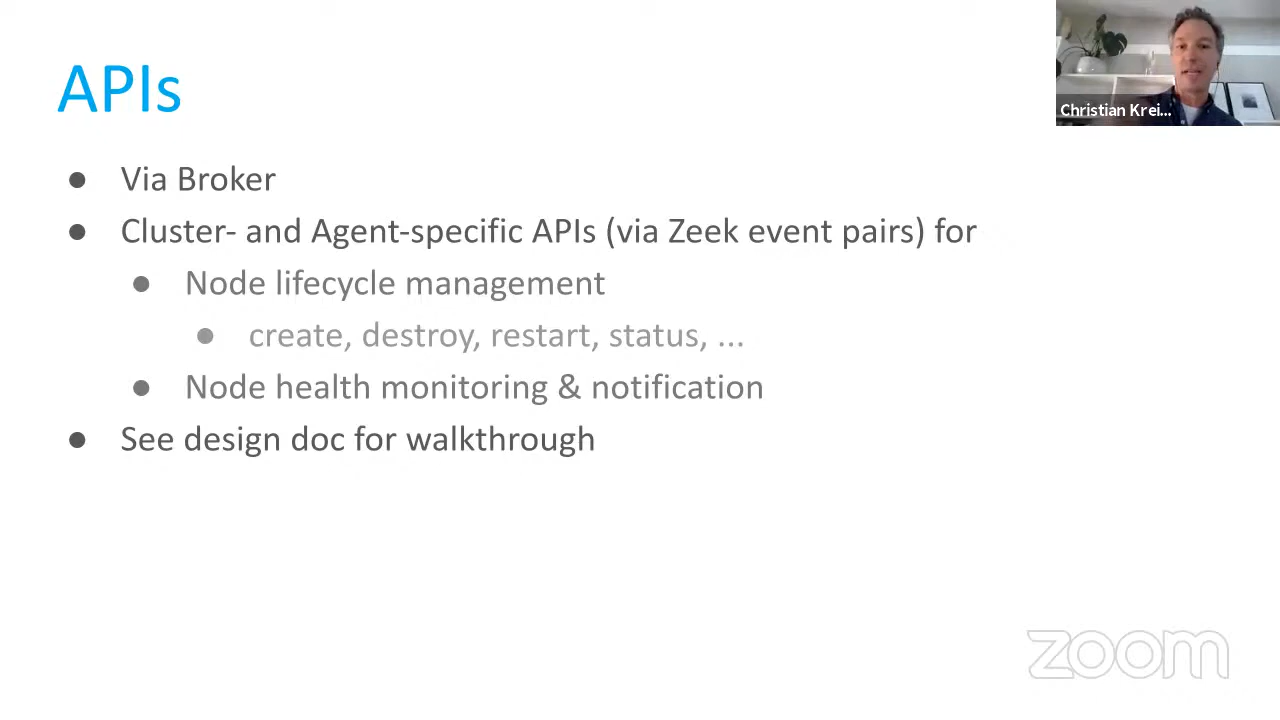 APIs
Christian Krei...
Via Broker
Cluster- and Agent-specific APIs (via Zeek event pairs) for
Node lifecycle management
create, destroy, restart, status, ...
Node health monitoring & notification
See design doc for walkthrough
zoom